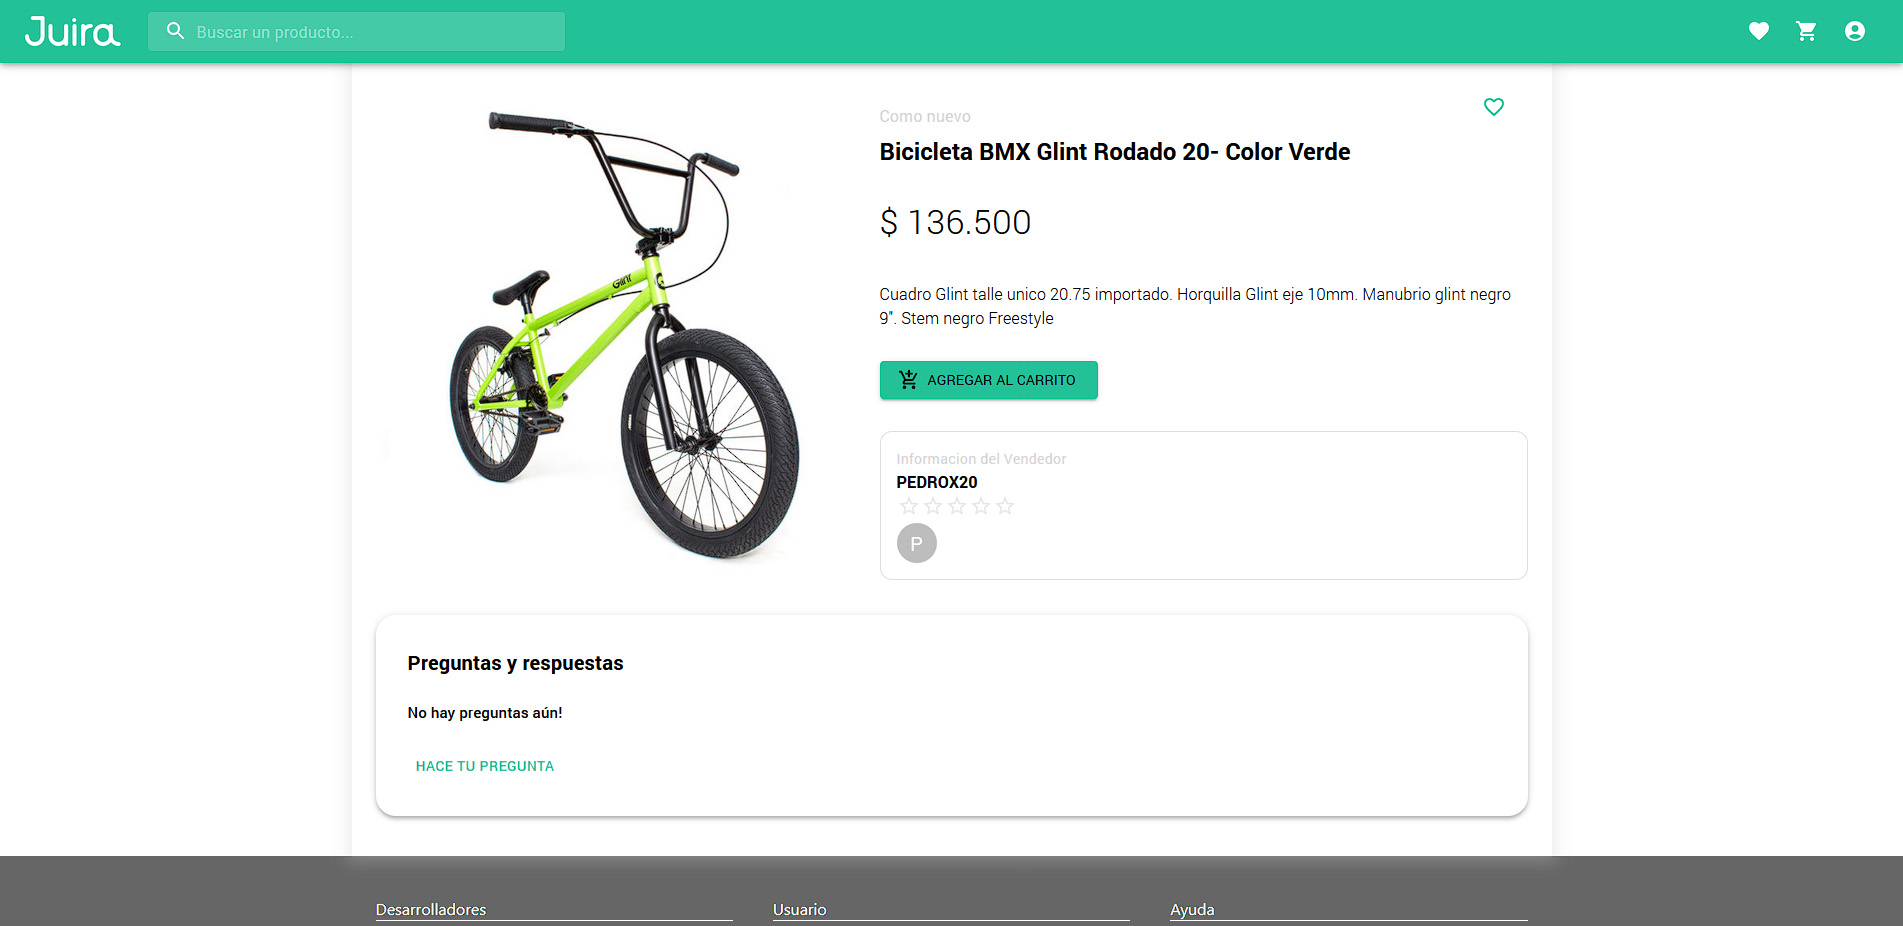 Juira
Buscar un producto...
Glint
Como nuevo
Bicicleta BMX Glint Rodado 20- Color Verde
$ 136.500
Cuadro Glint talle unico 20.75 importado. Horquilla Glint eje 10mm. Manubrio glint negro
9". Stem negro Freestyle
AGREGAR AL CARRITO
Informacion del Vendedor
PEDROX20
P
Preguntas y respuestas
No hay preguntas aún!
HACE TU PREGUNTA
Desarrolladores
Usuario
Ayuda